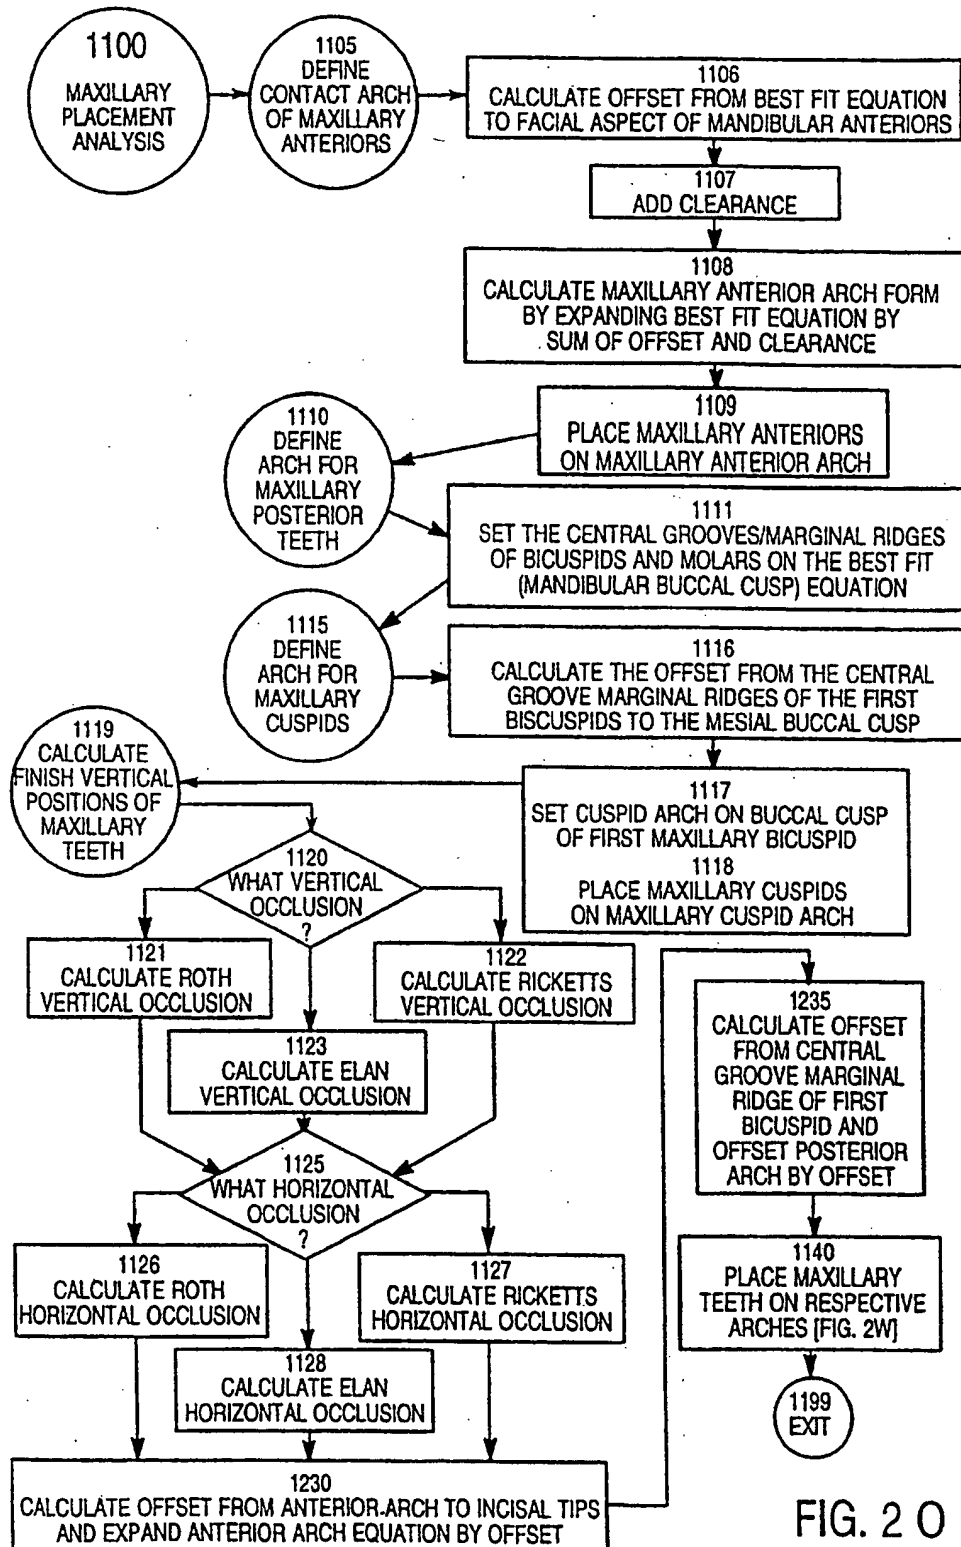 1100
MAXILLARY
PLACEMENT
ANALYSIS
1105
DEFINE
CONTACT ARCH
OF MAXILLARY
ANTERIORS
1106
CALCULATE OFFSET FROM BEST FIT EQUATION
TO FACIAL ASPECT OF MANDIBULAR ANTERIORS
1107
ADD CLEARANCE
1108
CALCULATE MAXILLARY ANTERIOR ARCH FORM
BY EXPANDING BEST FIT EQUATION BY
SUM OF OFFSET AND CLEARANCE
1109
PLACE MAXILLARY ANTERIORS
ON MAXILLARY ANTERIOR ARCH
1110
DEFINE
ARCH FOR
MAXILLARY
POSTERIOR
TEETH
1111
SET THE CENTRAL GROOVES/MARGINAL RIDGES
OF BICUSPIDS AND MOLARS ON THE BEST FIT
(MANDIBULAR BUCCAL CUSP) EQUATION
1115
DEFINE
ARCH FOR
MAXILLARY
CUSPIDS
1116
CALCULATE THE OFFSET FROM THE CENTRAL
GROOVE MARGINAL RIDGES OF THE FIRST
BISCUSPIDS TO THE MESIAL BUCCAL CUSP
1117
SET CUSPID ARCH ON BUCCAL CUSP
OF FIRST MAXILLARY BICUSPID
1118
PLACE MAXILLARY CUSPIDS
ON MAXILLARY CUSPID ARCH
1119
CALCULATE
FINISH VERTICAL
POSITIONS OF
MAXILLARY
TEETH
1120
WHAT VERTICAL
OCCLUSION
?
1121
CALCULATE ROTH
VERTICAL OCCLUSION
1122
CALCULATE RICKETTS
VERTICAL OCCLUSION
1123
CALCULATE ELAN
VERTICAL OCCLUSION
1125
WHAT HORIZONTAL
OCCLUSION
?
1126
CALCULATE ROTH
HORIZONTAL OCCLUSION
1127
CALCULATE RICKETTS
HORIZONTAL OCCLUSION
1128
CALCULATE ELAN
HORIZONTAL OCCLUSION
1230
CALCULATE OFFSET FROM ANTERIOR ARCH TO INCISAL TIPS
AND EXPAND ANTERIOR ARCH EQUATION BY OFFSET
1235
CALCULATE OFFSET
FROM CENTRAL
GROOVE MARGINAL
RIDGE OF FIRST
BICUSPID AND
OFFSET POSTERIOR
ARCH BY OFFSET
1140
PLACE MAXILLARY
TEETH ON RESPECTIVE
ARCHES [FIG. 2W]
1199
EXIT
FIG. 2 O